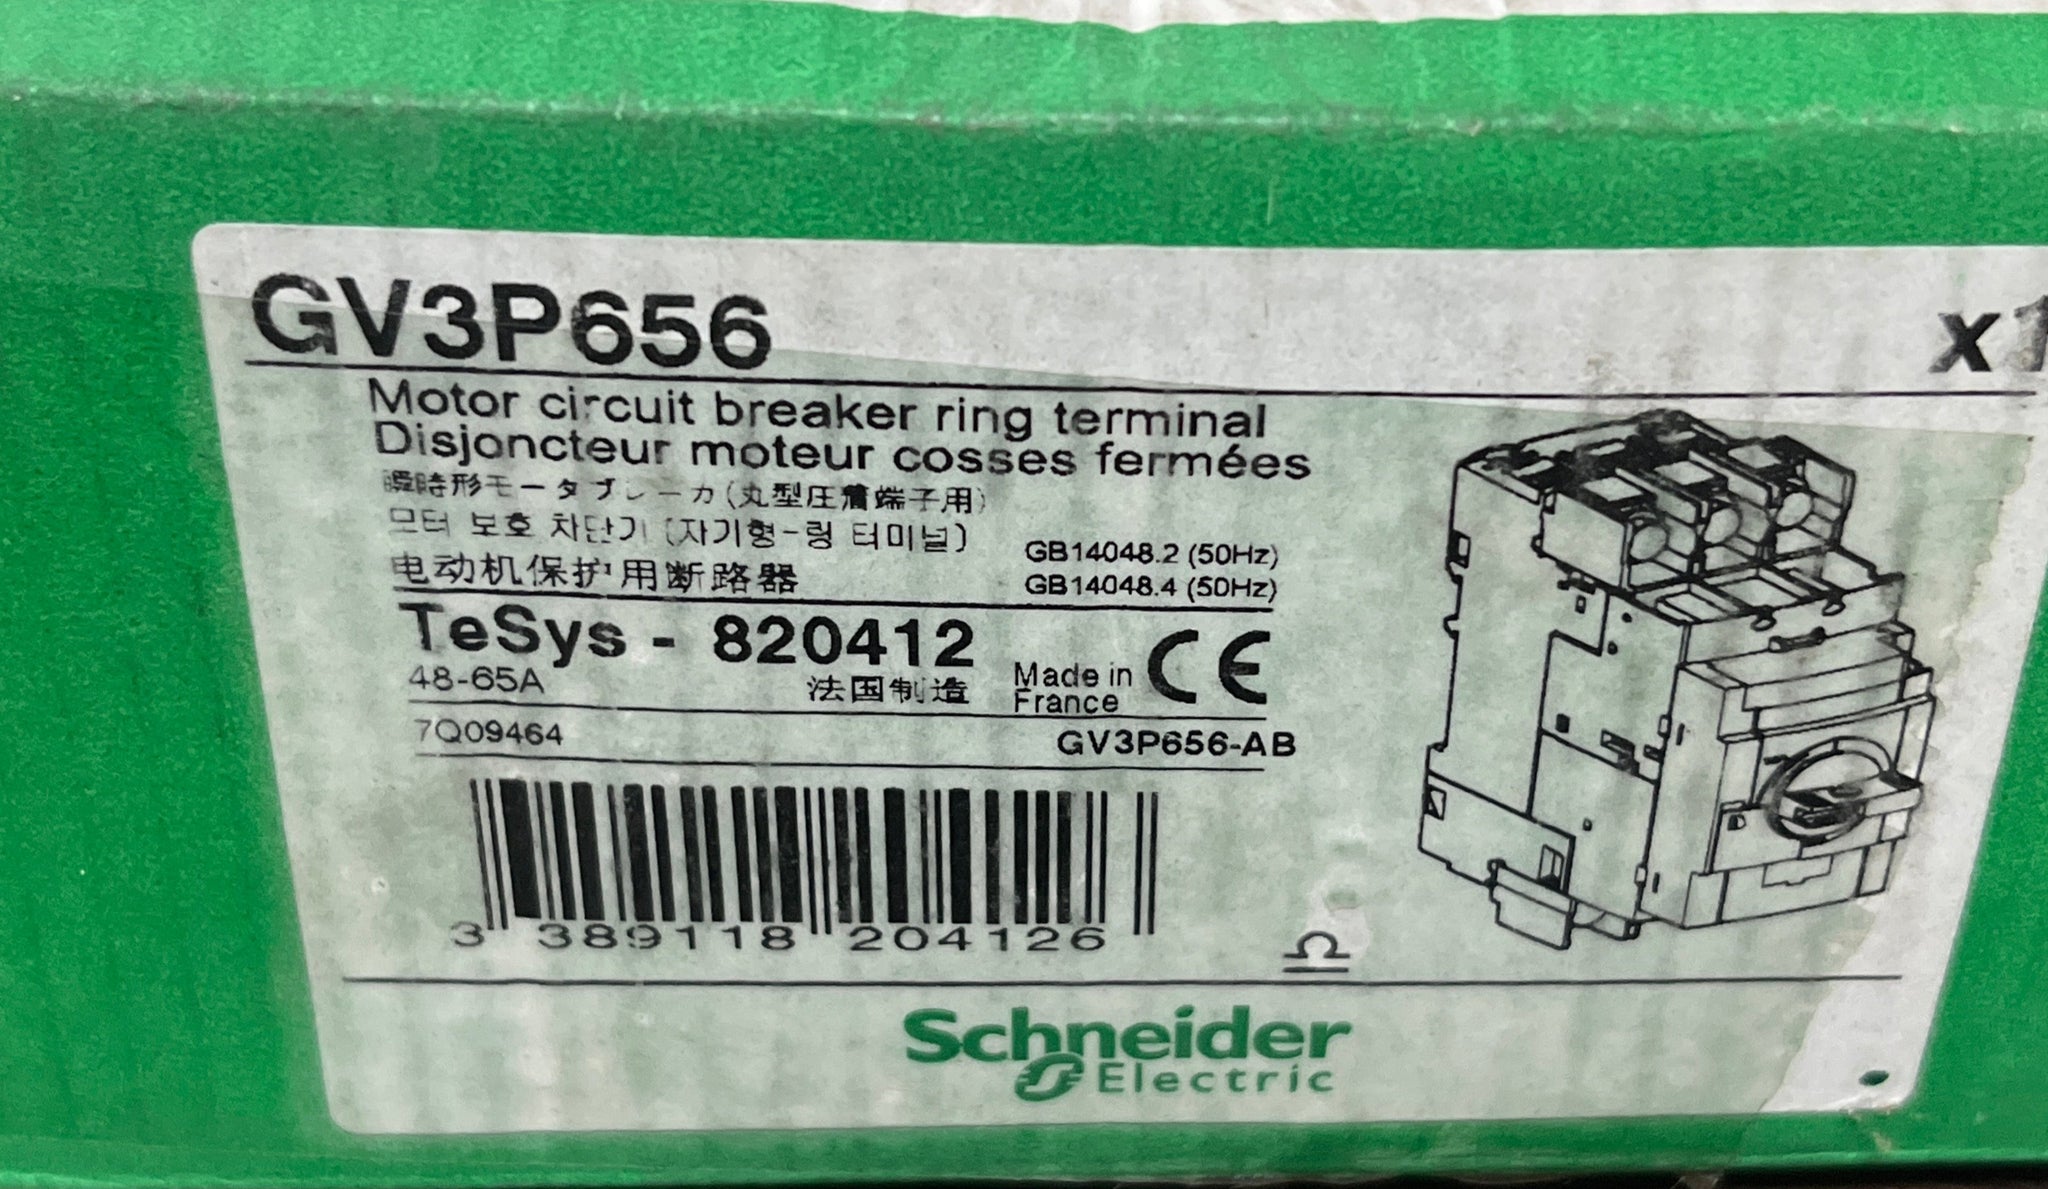 GV3P656
x1
Motor circuit breaker ring terminal
Disjoncteur moteur cosses fermées
瞬時形モータブレーカ(丸型圧着端子用)
모터 보호 차단기 (자기형-링 터미널)
电动机保护用断路器
GB14048.2 (50Hz)
GB14048.4 (50Hz)
TeSys - 820412
48-65A
法国制造
Made in
France
CE
7Q09464
GV3P656-AB
3 389118 204126
Schneider
Electric